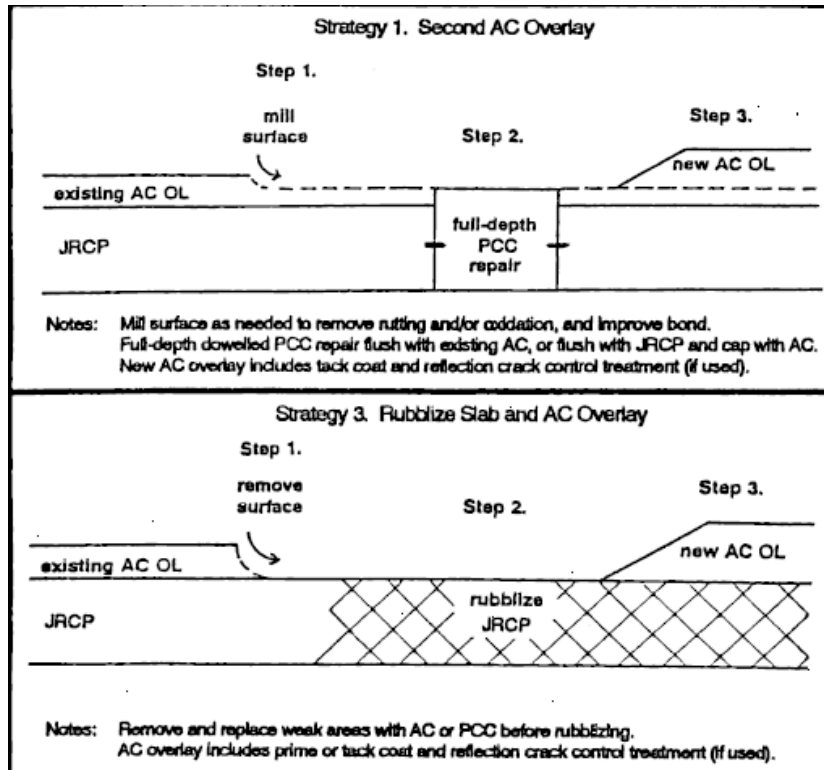 Strategy 1. Second AC Overlay
Step 1.
mill
surface
Step 2.
Step 3.
new AC OL
existing AC OL
JRCP
full-depth
PCC
repair
Notes: Mill surface as needed to remove rutting and/or oxidation, and improve bond.
Full-depth dowelled PCC repair flush with existing AC, or flush with JRCP and cap with AC.
New AC overlay includes tack coat and reflection crack control treatment (if used).
Strategy 3. Rubblize Slab and AC Overlay
Step 1.
remove
surface
Step 2.
Step 3.
new AC OL
existing AC OL
JRCP
rubblize
JRCP
Notes: Remove and replace weak areas with AC or PCC before rubblizing.
AC overlay includes prime or tack coat and reflection crack control treatment (if used).